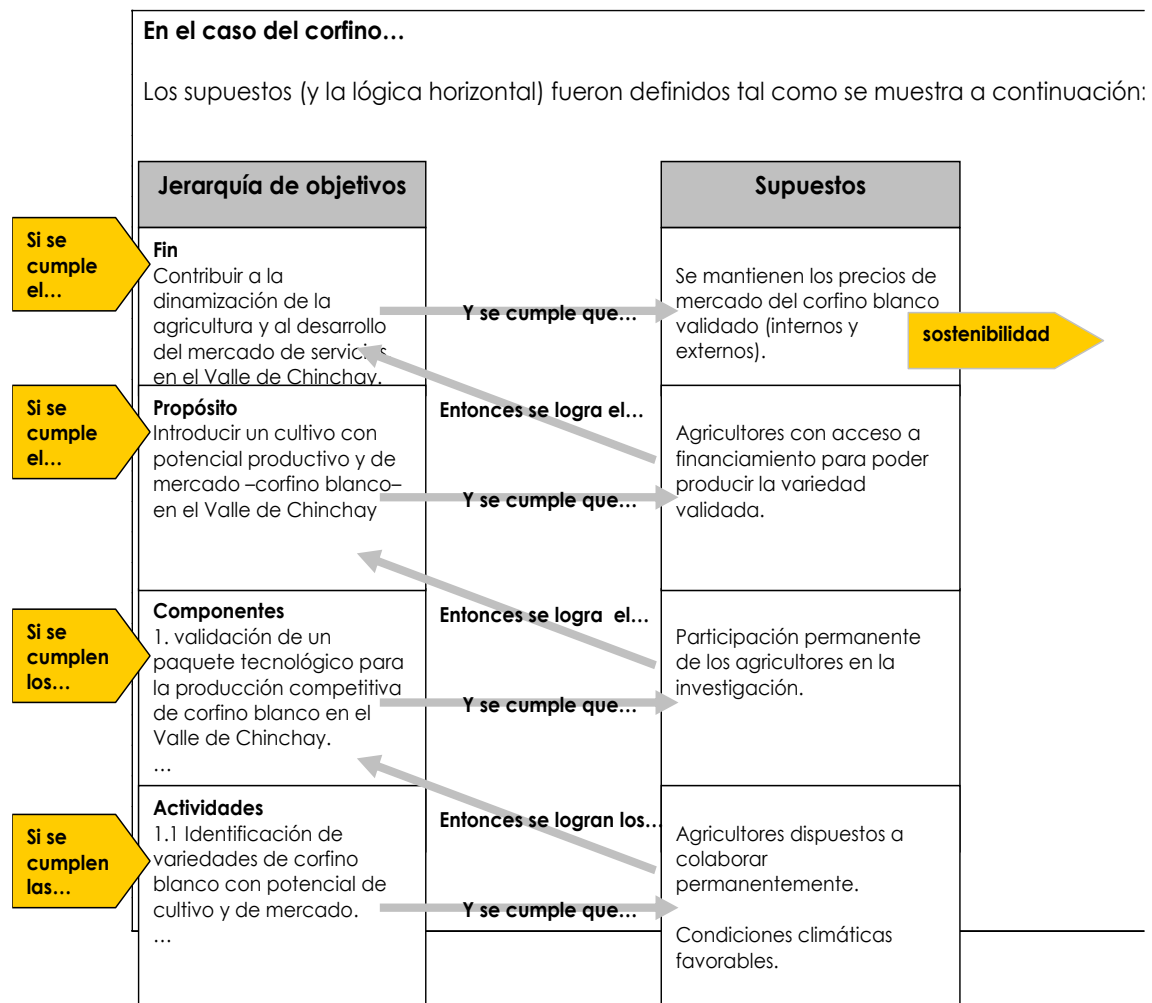 En el caso del corfino…
Los supuestos (y la lógica horizontal) fueron definidos tal como se muestra a continuación:
Jerarquía de objetivos
Supuestos
Si se
cumple
el…
Fin
Contribuir a la
dinamización de la
agricultura y al desarrollo
del mercado de servicios
en el Valle de Chinchay.
Y se cumple que…
Se mantienen los precios de
mercado del corfino blanco
validado (internos y
externos).
sostenibilidad
Si se
cumple
el…
Propósito
Introducir un cultivo con
potencial productivo y de
mercado –corfino blanco–
en el Valle de Chinchay
Entonces se logra el…
Y se cumple que…
Agricultores con acceso a
financiamiento para poder
producir la variedad
validada.
Si se
cumplen
los…
Componentes
1. validación de un
paquete tecnológico para
la producción competitiva
de corfino blanco en el
Valle de Chinchay.
…
Entonces se logra el…
Y se cumple que…
Participación permanente
de los agricultores en la
investigación.
Si se
cumplen
las…
Actividades
1.1 Identificación de
variedades de corfino
blanco con potencial de
cultivo y de mercado.
…
Entonces se logran los…
Y se cumple que…
Agricultores dispuestos a
colaborar
permanentemente.
Condiciones climáticas
favorables.